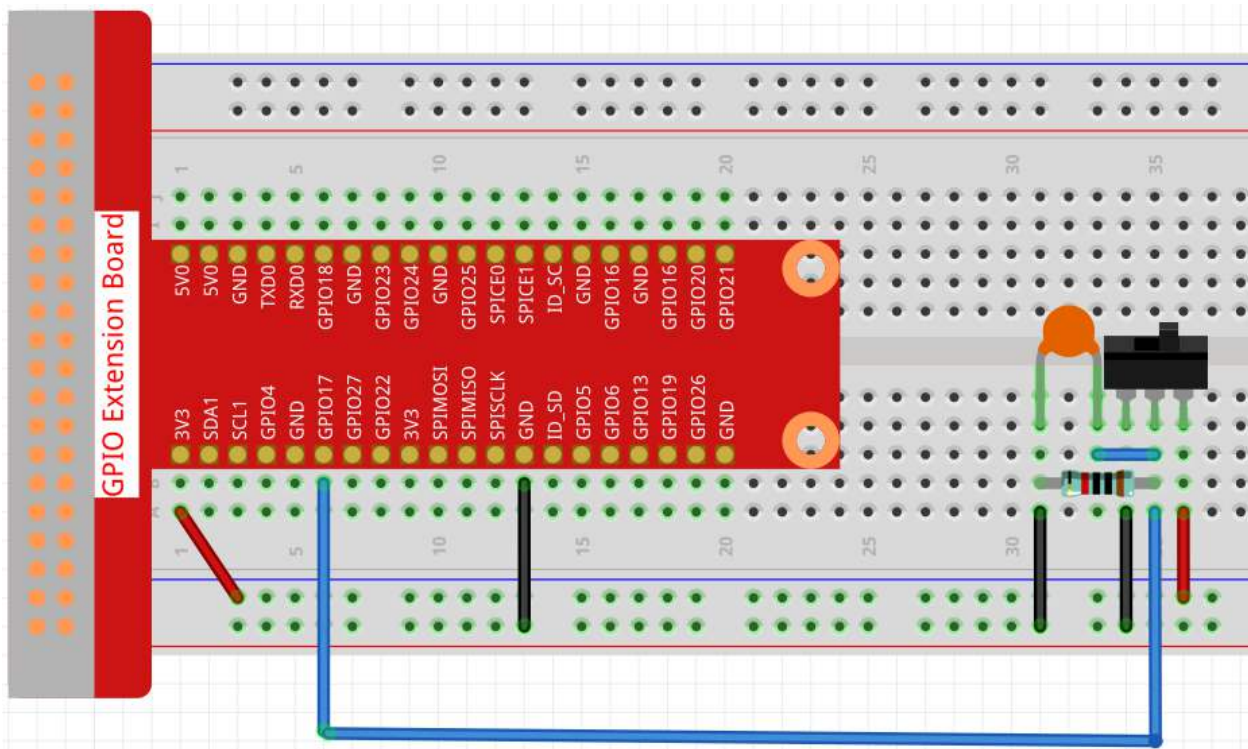 GPIO Extension Board
1 5 10 15 20 25 30 35
J
I
5V0 5V0 GND TXD0 RXD0 GPIO18 GND GPIO23 GPIO24 GND GPIO25 SPICE0 SPICE1 ID_SC GND GPIO16 GND GPIO16 GPIO20 GPIO21
3V3 SDA1 SCL1 GPIO4 GND GPIO17 GPIO27 GPIO22 3V3 SPIMOSI SPIMISO SPISCLK GND ID_SD GPIO5 GPIO6 GPIO13 GPIO19 GPIO26 GND
B
A
1 5 10 15 20 25 30